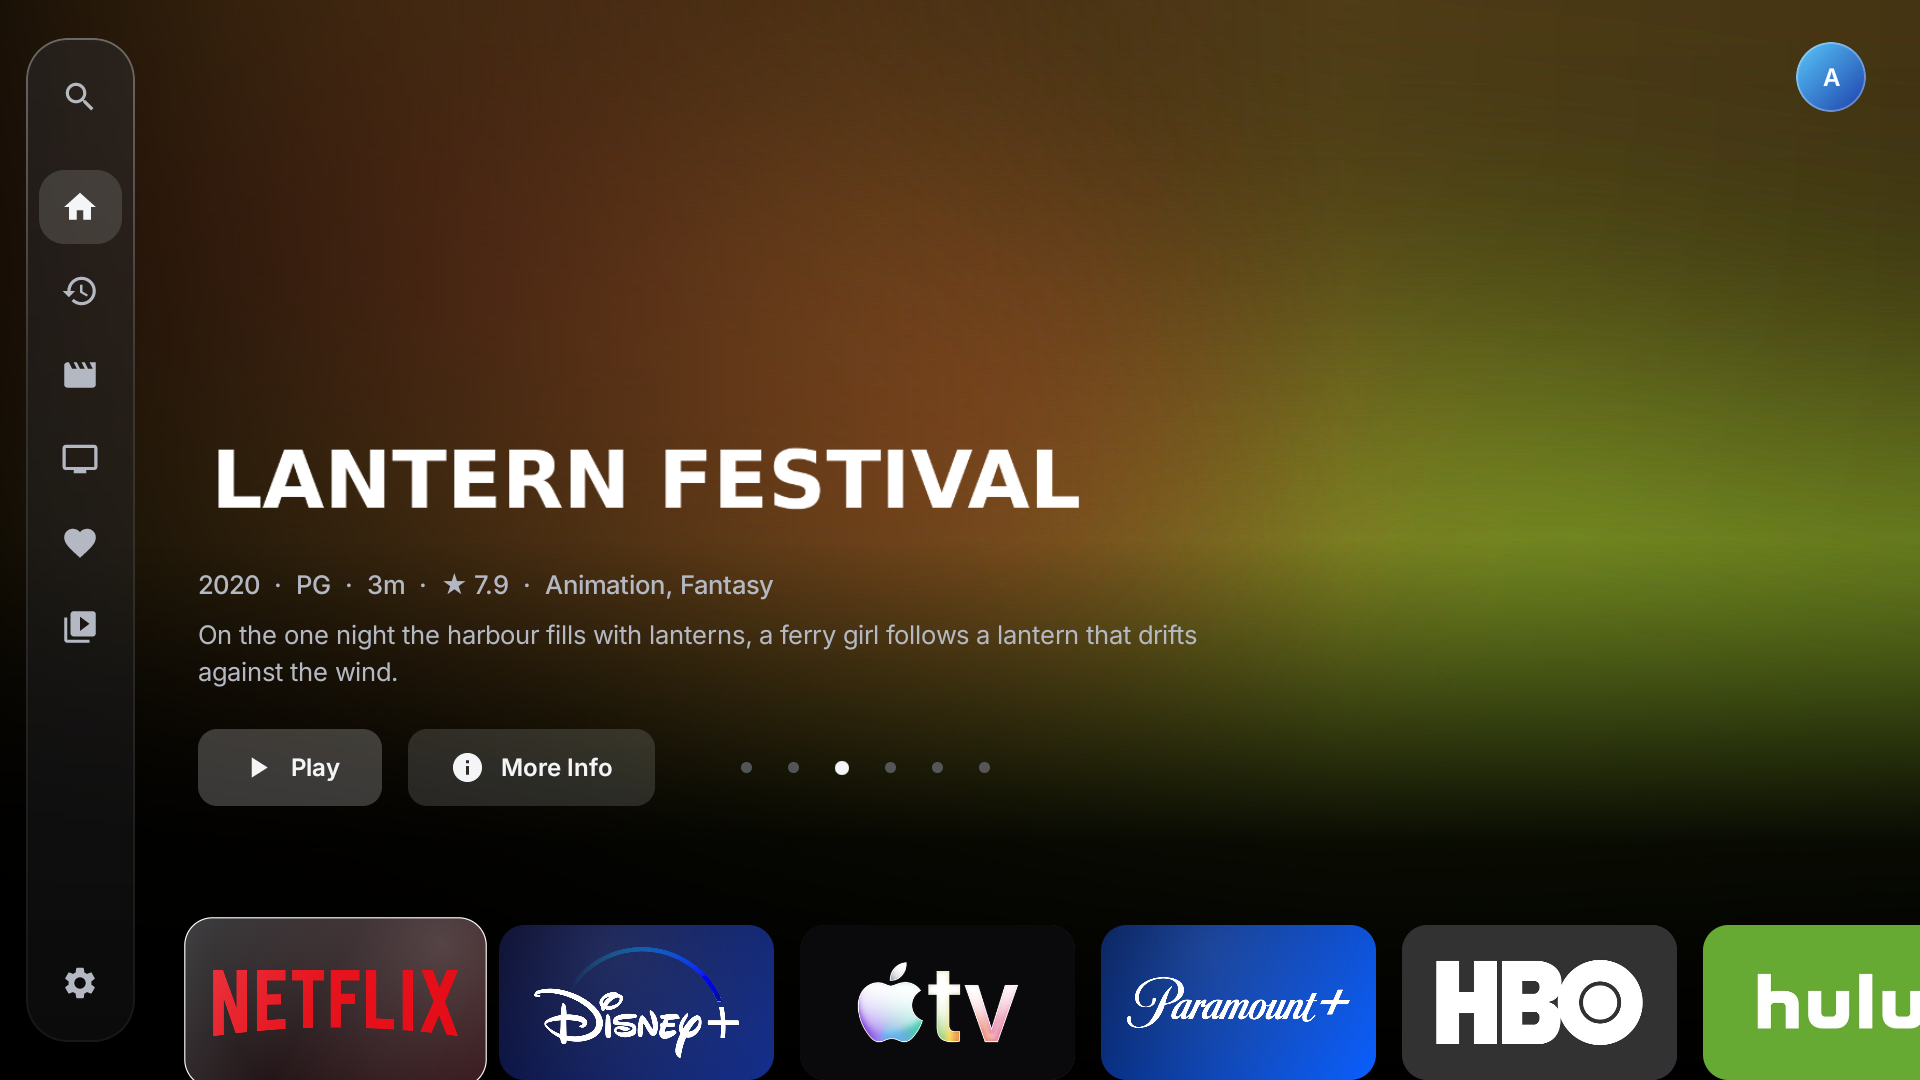 A
LANTERN FESTIVAL
2020 · PG · 3m · ★ 7.9 · Animation, Fantasy
On the one night the harbour fills with lanterns, a ferry girl follows a lantern that drifts
against the wind.
Play
More Info
NETFLIX
Disney+
tv
Paramount+
HBO
hulu